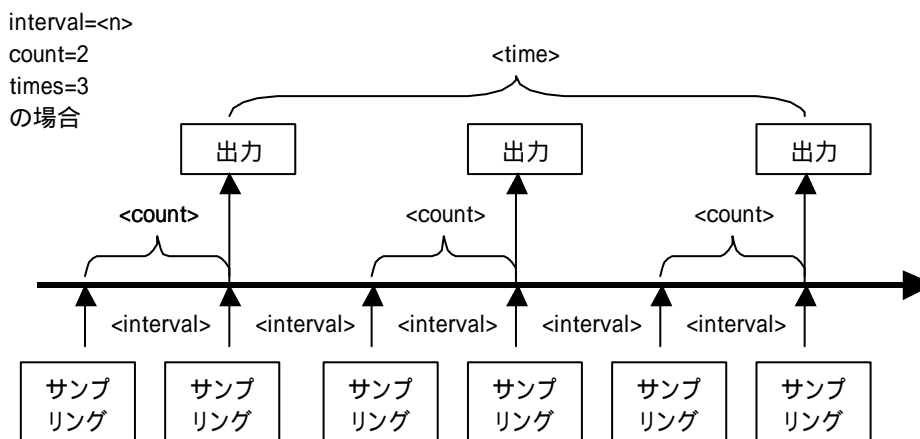 interval=<n>
count=2
times=3
の場合
<time>
出力
出力
出力
<count>
<count>
<count>
<interval>
<interval>
<interval>
<interval>
<interval>
サンプ
リング
サンプ
リング
サンプ
リング
サンプ
リング
サンプ
リング
サンプ
リング